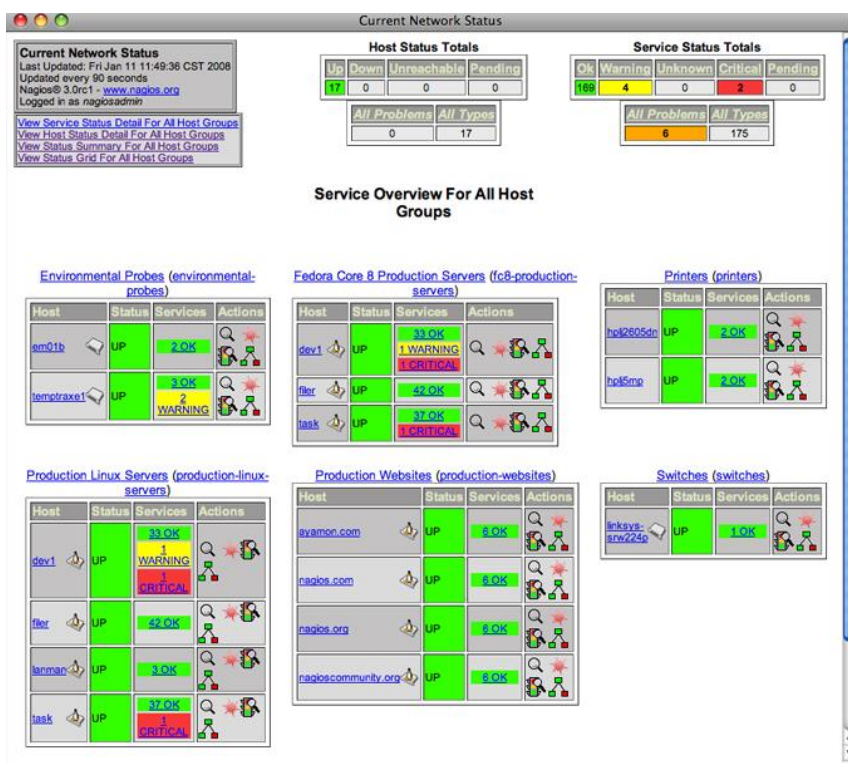 Current Network Status
Current Network Status
Last Updated: Fri Jan 11 11:49:36 CST 2008
Updated every 90 seconds
Nagios® 3.0rc1 - www.nagios.org
Logged in as nagiosadmin
View Service Status Detail For All Host Groups
View Host Status Detail For All Host Groups
View Status Summary For All Host Groups
View Status Grid For All Host Groups
Host Status Totals
Up Down Unreachable Pending
17 0 0 0
All Problems All Types
0 17
Service Status Totals
Ok Warning Unknown Critical Pending
169 4 0 2 0
All Problems All Types
6 175
Service Overview For All Host
Groups
Environmental Probes (environmental-
probes)
Host Status Services Actions
em01b UP 2 OK
temptraxe1 UP 3 OK
2
WARNING
Fedora Core 8 Production Servers (fc8-production-
servers)
Host Status Services Actions
dev1 UP 33 OK
1 WARNING
1 CRITICAL
filer UP 42 OK
task UP 37 OK
1 CRITICAL
Printers (printers)
Host Status Services Actions
hplj2605dn UP 2 OK
hplj5mp UP 2 OK
Production Linux Servers (production-linux-
servers)
Host Status Services Actions
dev1 UP 33 OK
1
WARNING
1
CRITICAL
filer UP 42 OK
lanman UP 3 OK
task UP 37 OK
1
CRITICAL
Production Websites (production-websites)
Host Status Services Actions
ayamon.com UP 6 OK
nagios.com UP 6 OK
nagios.org UP 6 OK
nagioscommunity.org UP 6 OK
Switches (switches)
Host Status Services Actions
linksys-
srw224p UP 1 OK